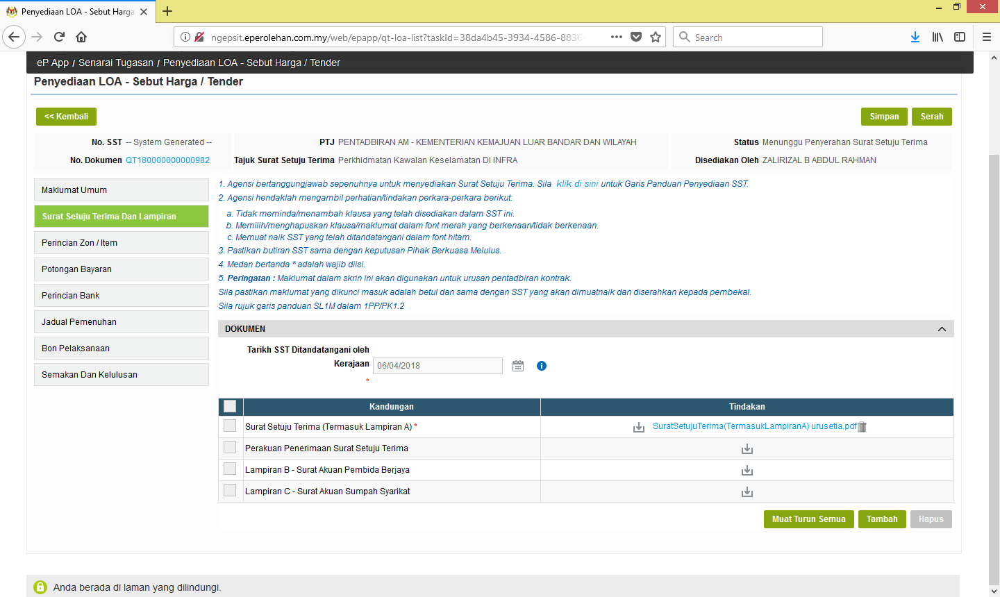 Penyediaan LOA - Sebut Harga
ngepsit.eperolehan.com.my/web/epapp/qt-loa-list?taskId=38da4b45-3934-4586-8836-
Search
eP App / Senarai Tugasan / Penyediaan LOA - Sebut Harga / Tender
Penyediaan LOA - Sebut Harga / Tender
<< Kembali
Simpan
Serah
No. SST -- System Generated --
PTJ PENTADBIRAN AM - KEMENTERIAN KEMAJUAN LUAR BANDAR DAN WILAYAH
Status Menunggu Penyerahan Surat Setuju Terima
No. Dokumen QT180000000000982
Tajuk Surat Setuju Terima Perkhidmatan Kawalan Keselamatan Di INFRA
Disediakan Oleh ZALIRIZAL B ABDUL RAHMAN
Maklumat Umum
Surat Setuju Terima Dan Lampiran
Perincian Zon / Item
Potongan Bayaran
Perincian Bank
Jadual Pemenuhan
Bon Pelaksanaan
Semakan Dan Kelulusan
1. Agensi bertanggungjawab sepenuhnya untuk menyediakan Surat Setuju Terima. Sila klik di sini untuk Garis Panduan Penyediaan SST.
2. Agensi hendaklah mengambil perhatian/tindakan perkara-perkara berikut:
a. Tidak meminda/menambah klausa yang telah disediakan dalam SST ini.
b. Memilih/menghapuskan klausa/maklumat dalam font merah yang berkenaan/tidak berkenaan.
c. Memuat naik SST yang telah ditandatangani dalam font hitam.
3. Pastikan butiran SST sama dengan keputusan Pihak Berkuasa Melulus.
4. Medan bertanda * adalah wajib diisi.
5. Peringatan : Maklumat dalam skrin ini akan digunakan untuk urusan pentadbiran kontrak.
Sila pastikan maklumat yang dikunci masuk adalah betul dan sama dengan SST yang akan dimuatnaik dan diserahkan kepada pembekal.
Sila rujuk garis panduan SL1M dalam 1PP/PK1.2
DOKUMEN
Tarikh SST Ditandatangani oleh
Kerajaan 06/04/2018
*
Kandungan Tindakan
Surat Setuju Terima (Termasuk Lampiran A) * SuratSetujuTerima(TermasukLampiranA) urusetia.pdf
Perakuan Penerimaan Surat Setuju Terima
Lampiran B - Surat Akuan Pembida Berjaya
Lampiran C - Surat Akuan Sumpah Syarikat
Muat Turun Semua
Tambah
Hapus
Anda berada di laman yang dilindungi.